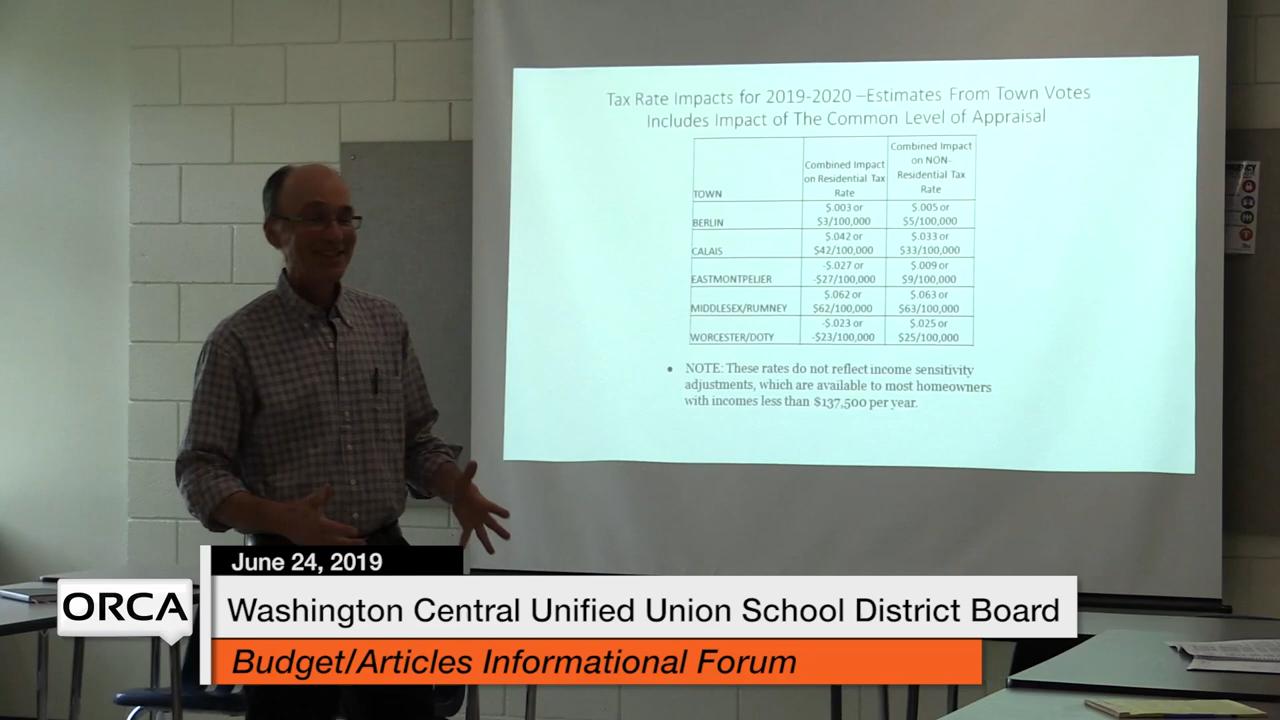 Tax Rate Impacts for 2019-2020 –Estimates From Town Votes
Includes Impact of The Common Level of Appraisal
TOWN
Combined Impact
on Residential Tax
Rate
Combined Impact
on NON-
Residential Tax
Rate
BERLIN
$.003 or
$3/100,000
$.005 or
$5/100,000
CALAIS
$.042 or
$42/100,000
$.033 or
$33/100,000
EASTMONTPELIER
-$.027 or
-$27/100,000
$.009 or
$9/100,000
MIDDLESEX/RUMNEY
$.062 or
$62/100,000
$.063 or
$63/100,000
WORCESTER/DOTY
-$.023 or
-$23/100,000
$.025 or
$25/100,000
• NOTE: These rates do not reflect income sensitivity
adjustments, which are available to most homeowners
with incomes less than $137,500 per year.
June 24, 2019
ORCA
Washington Central Unified Union School District Board
Budget/Articles Informational Forum